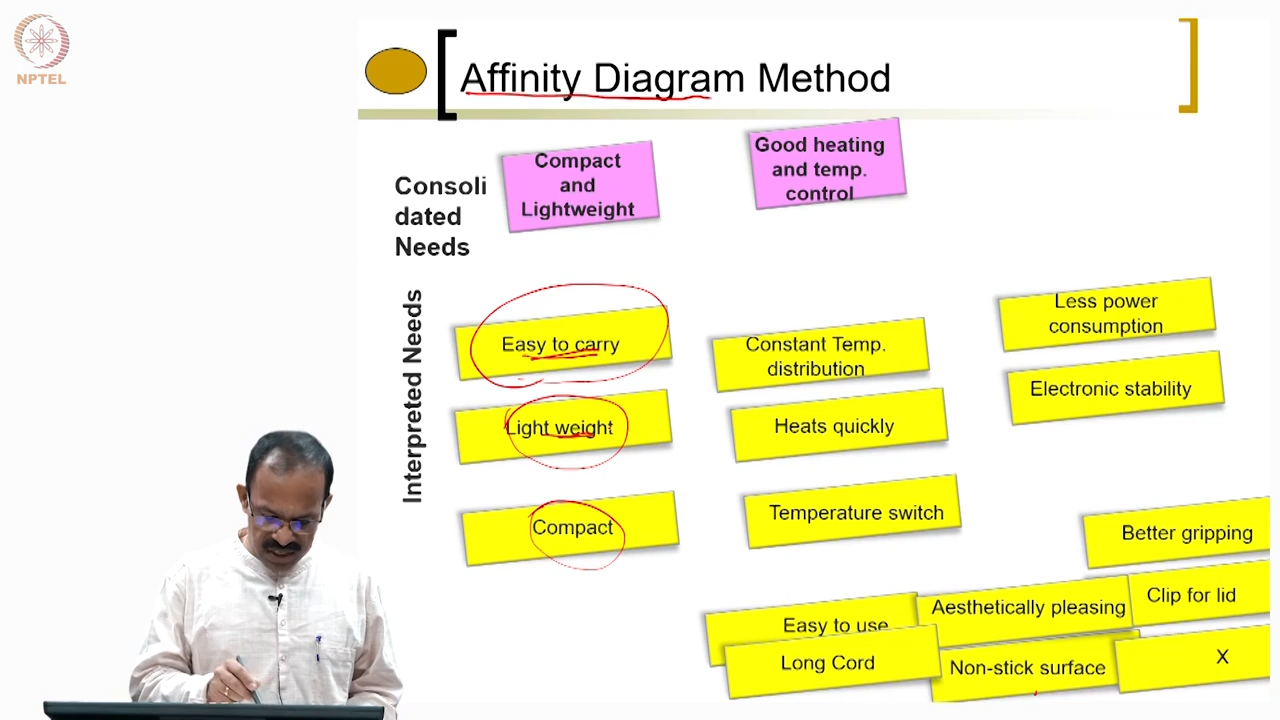 NPTEL
Affinity Diagram Method
Consoli
dated
Needs
Compact
and
Lightweight
Good heating
and temp.
control
Interpreted Needs
Easy to carry
Light weight
Compact
Constant Temp.
distribution
Heats quickly
Temperature switch
Less power
consumption
Electronic stability
Better gripping
Clip for lid
X
Easy to use
Long Cord
Aesthetically pleasing
Non-stick surface